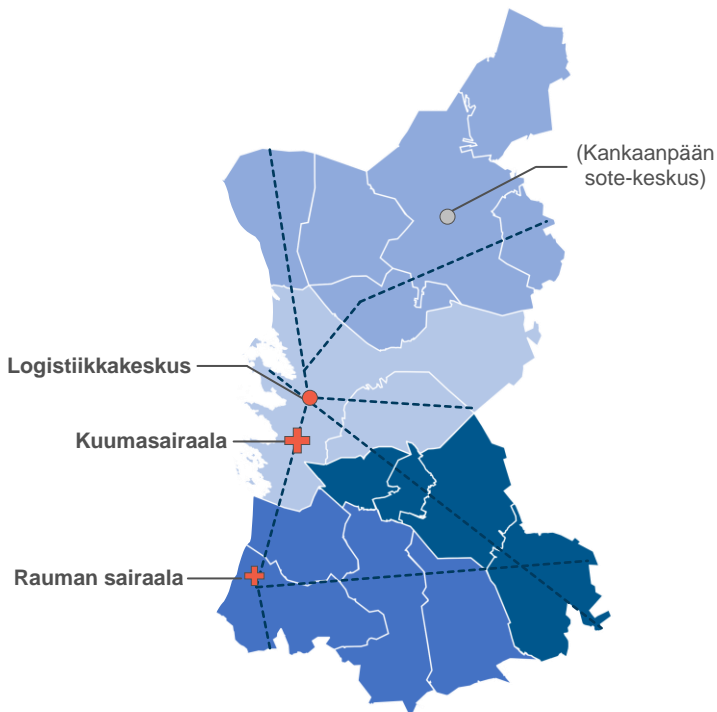 (Kankaanpään
sote-keskus)
Logistiikkakeskus
Kuumasairaala
Rauman sairaala